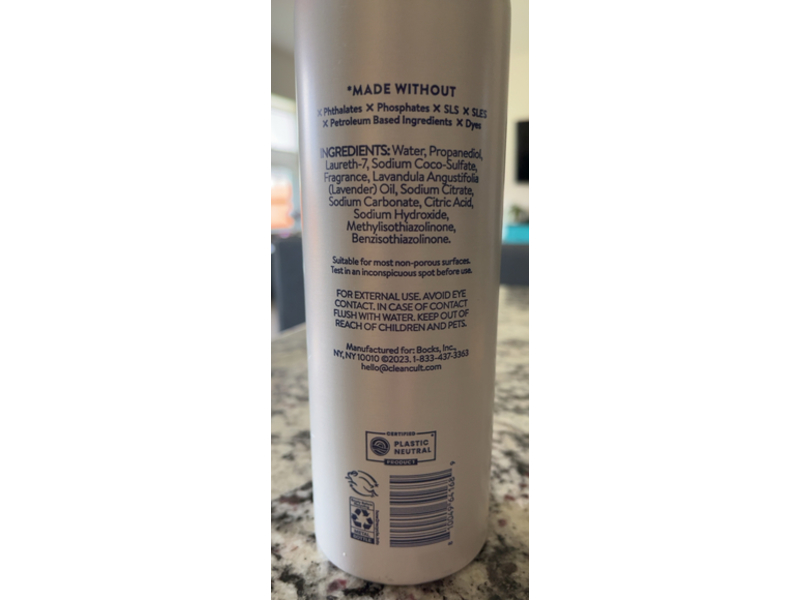 *MADE WITHOUT
× Phthalates × Phosphates × SLS × SLES
× Petroleum Based Ingredients × Dyes
INGREDIENTS: Water, Propanediol,
Laureth-7, Sodium Coco-Sulfate,
Fragrance, Lavandula Angustifolia
(Lavender) Oil, Sodium Citrate,
Sodium Carbonate, Citric Acid,
Sodium Hydroxide,
Methylisothiazolinone,
Benzisothiazolinone.
Suitable for most non-porous surfaces.
Test in an inconspicuous spot before use.
FOR EXTERNAL USE. AVOID EYE
CONTACT. IN CASE OF CONTACT
FLUSH WITH WATER. KEEP OUT OF
REACH OF CHILDREN AND PETS.
Manufactured for: Bocks, Inc.,
NY, NY 10010 ©2023. 1-833-437-3363
hello@cleancult.com
CERTIFIED
PLASTIC
NEUTRAL
PRODUCT